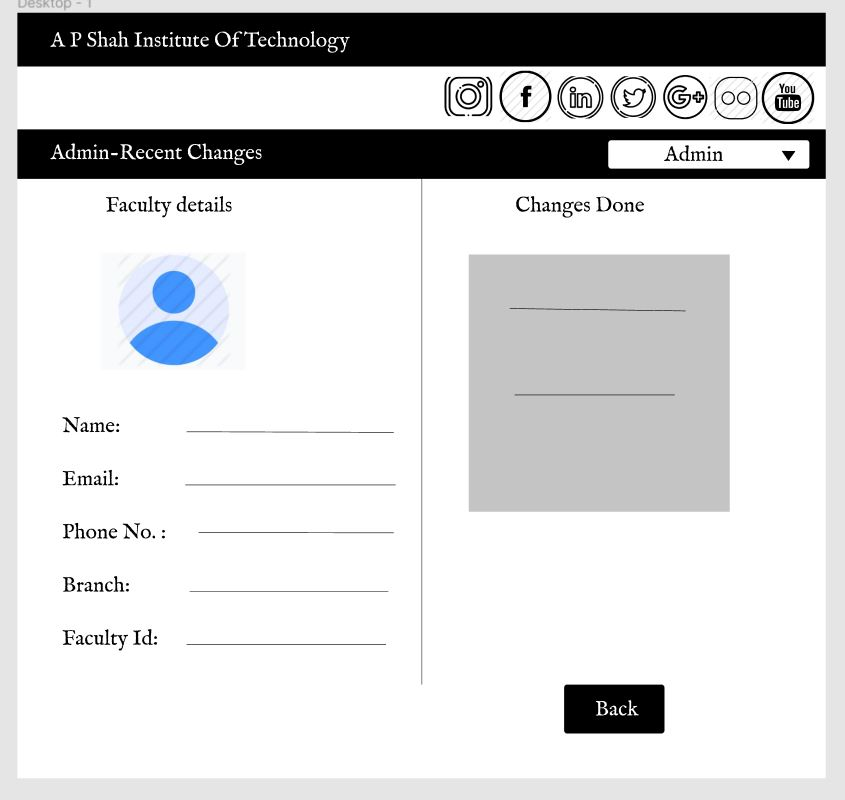 Desktop - 1
A P Shah Institute Of Technology
f
in
G+
You
Tube
Admin-Recent Changes
Admin
Faculty details
Changes Done
Name:
Email:
Phone No. :
Branch:
Faculty Id:
Back